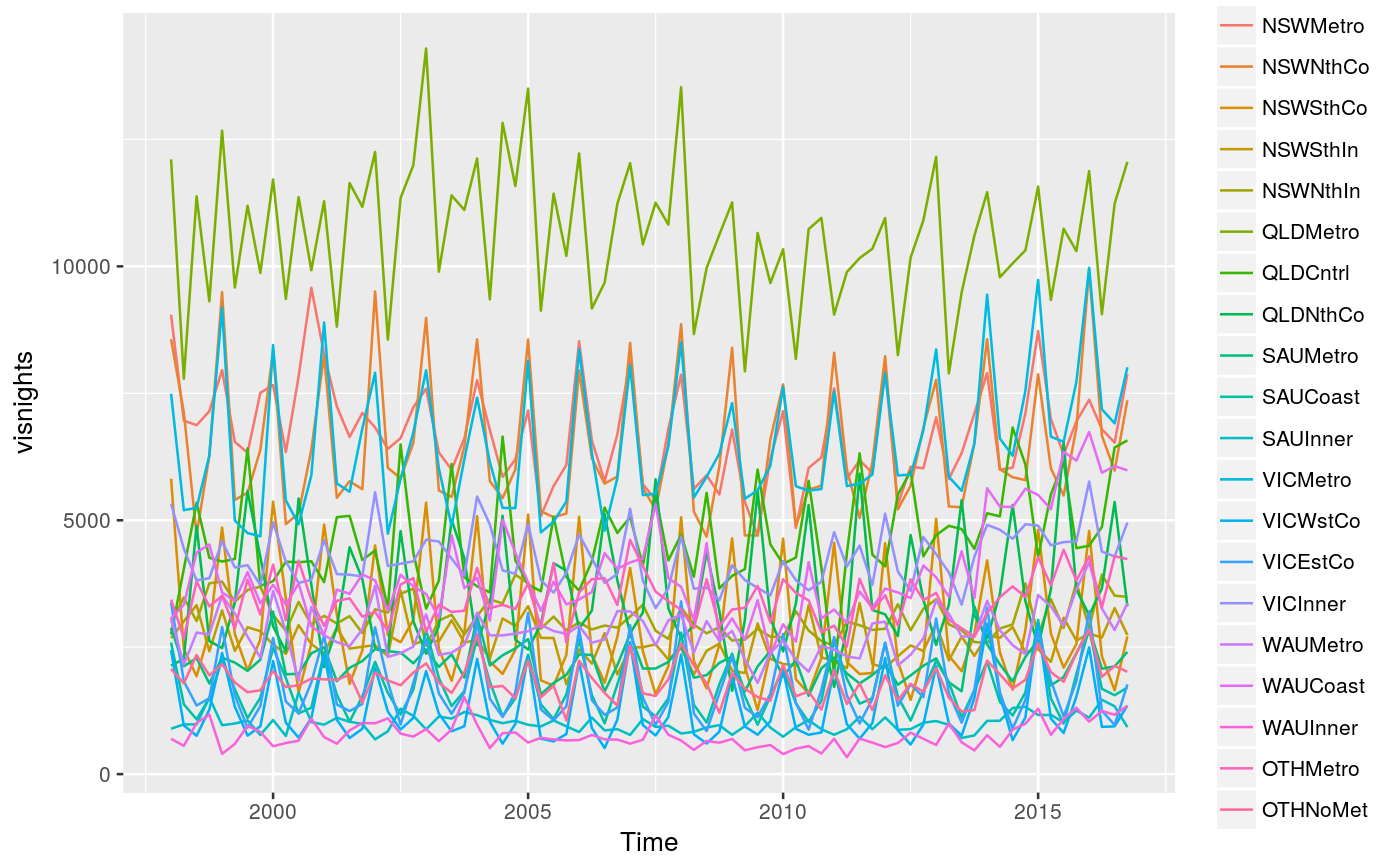 visnights
10000
5000
0
2000
2005
2010
2015
Time
NSWMetro
NSWNthCo
NSWSthCo
NSWSthIn
NSWNthIn
QLDMetro
QLDCntrl
QLDNthCo
SAUMetro
SAUCoast
SAUInner
VICMetro
VICWstCo
VICEstCo
VICInner
WAUMetro
WAUCoast
WAUInner
OTHMetro
OTHNoMet